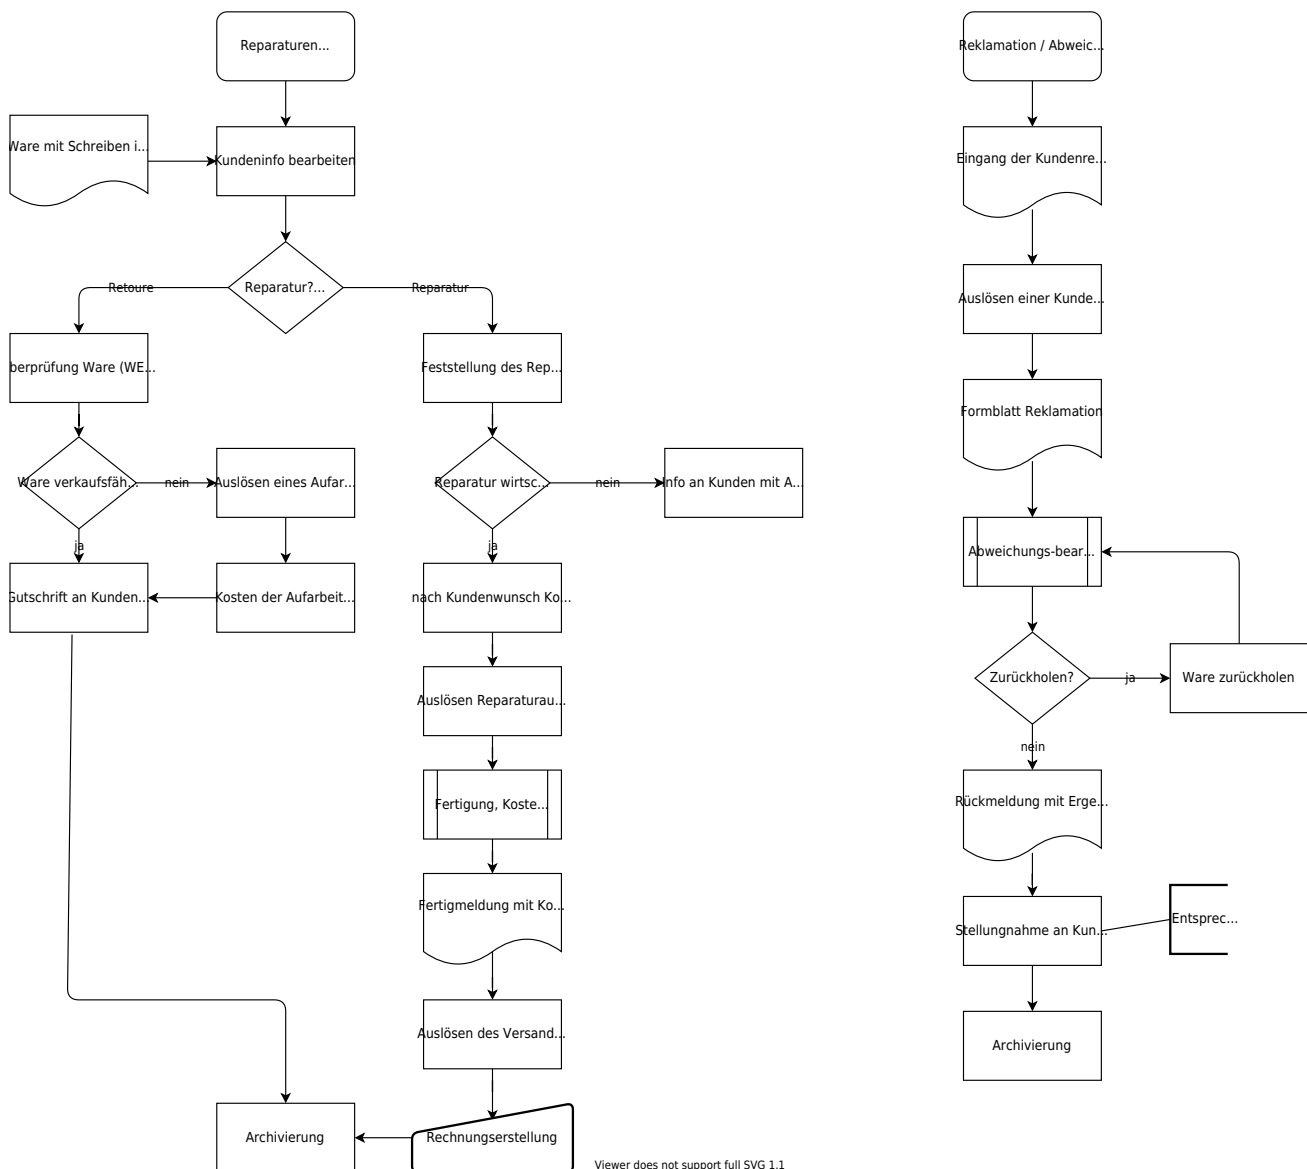 Reparaturen...
Reklamation / Abweic...
Ware mit Schreiben i...
Kundeninfo bearbeiten
Eingang der Kundenre...
Retoure
Reparatur?...
Reparatur
Auslösen einer Kunde...
berprüfung Ware (WE...
Feststellung des Rep...
Formblatt Reklamation
Ware verkaufsfäh...
nein
Auslösen eines Aufar...
Reparatur wirtsc...
nein
Info an Kunden mit A...
ja
ja
Abweichungs-bear...
Gutschrift an Kunden...
Kosten der Aufarbeit...
nach Kundenwunsch Ko...
Zurückholen?
ja
Ware zurückholen
Auslösen Reparaturau...
nein
Fertigung, Koste...
Rückmeldung mit Erge...
Fertigmeldung mit Ko...
Stellungnahme an Kun...
Entsprec...
Auslösen des Versand...
Archivierung
Archivierung
Rechnungserstellung
Viewer does not support full SVG 1.1